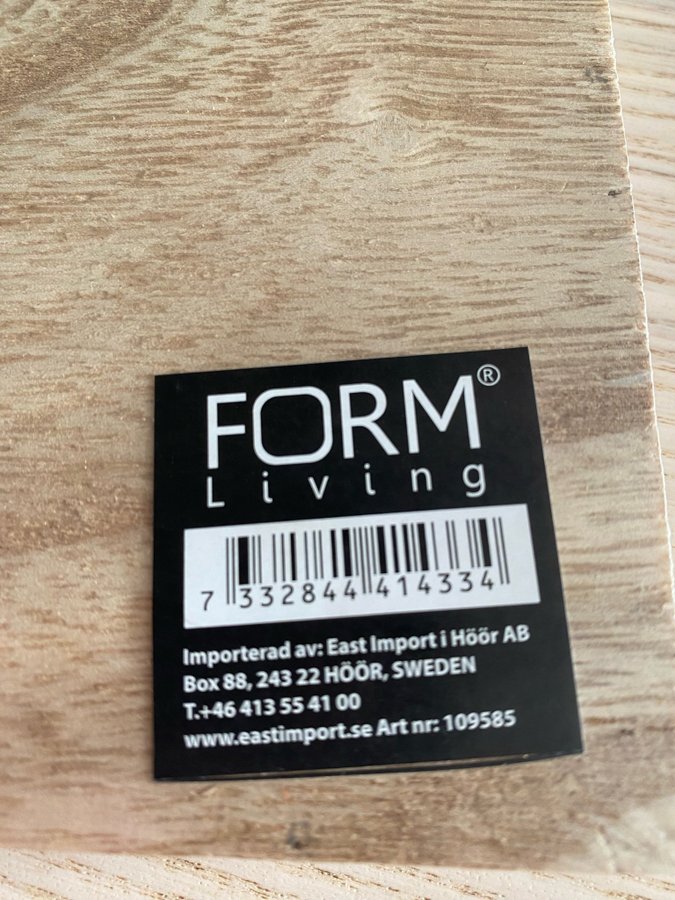 FORM®
Living
7 332844 414334
Importerad av: East Import i Höör AB
Box 88, 243 22 HÖÖR, SWEDEN
T.+46 413 55 41 00
www.eastimport.se Art nr: 109585